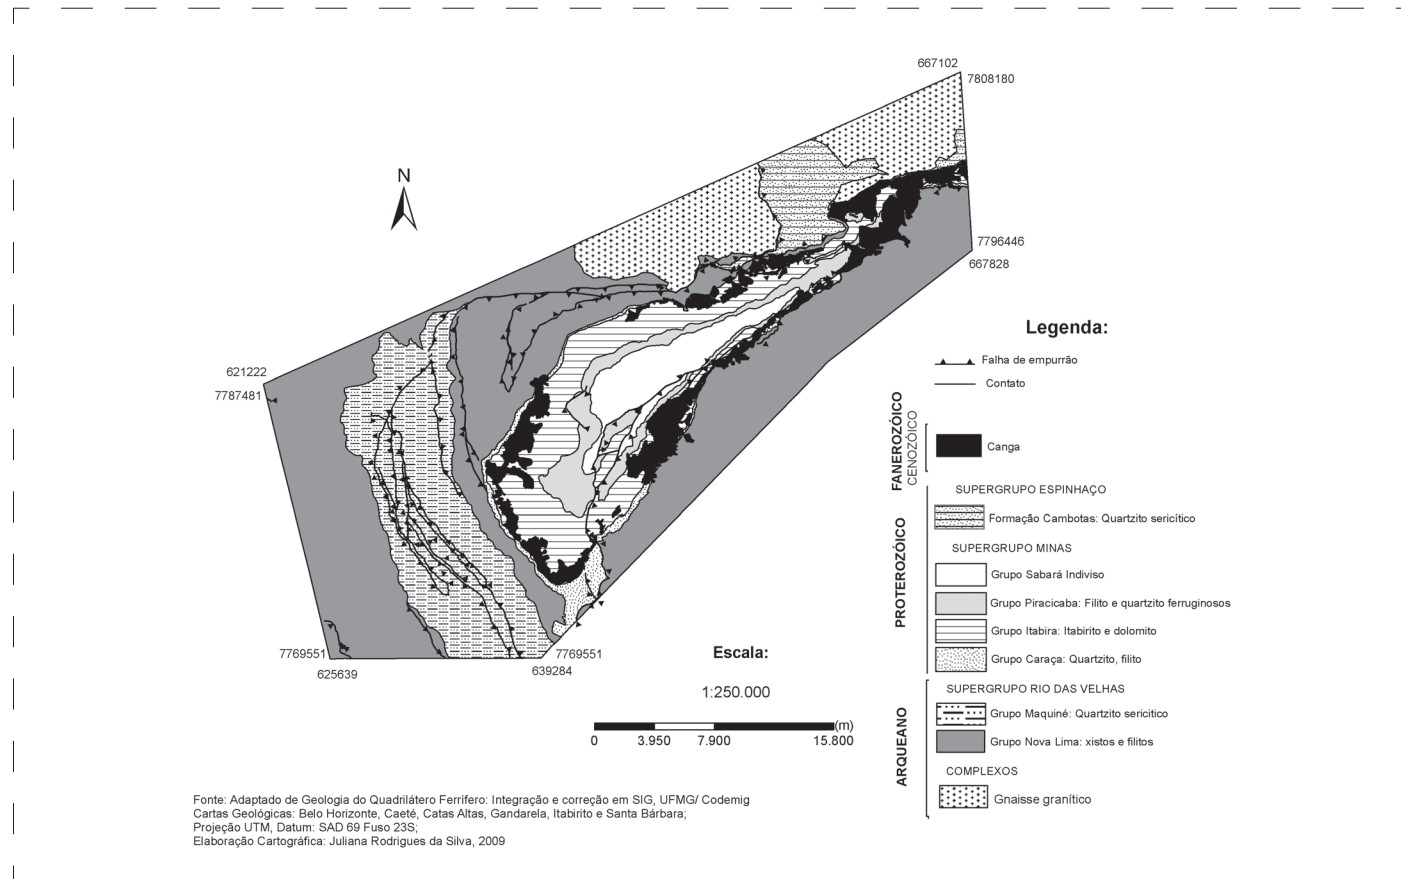 667102
7808180
N
7796446
667828
621222
7787481
7769551
625639
7769551
639284
Legenda:
Falha de empurrão
Contato
FANEROZÓICO
CENOZÓICO
Canga
PROTEROZÓICO
SUPERGRUPO ESPINHAÇO
Formação Cambotas: Quartzito sericítico
SUPERGRUPO MINAS
Grupo Sabará Indiviso
Grupo Piracicaba: Filito e quartzito ferruginosos
Grupo Itabira: Itabirito e dolomito
Grupo Caraça: Quartzito, filito
ARQUEANO
SUPERGRUPO RIO DAS VELHAS
Grupo Maquiné: Quartzito sericitico
Grupo Nova Lima: xistos e filitos
COMPLEXOS
Gnaisse granítico
Escala:
1:250.000
(m)
0 3.950 7.900 15.800
Fonte: Adaptado de Geologia do Quadrilátero Ferrífero: Integração e correção em SIG, UFMG/ Codemig
Cartas Geológicas: Belo Horizonte, Caeté, Catas Altas, Gandarela, Itabirito e Santa Bárbara;
Projeção UTM, Datum: SAD 69 Fuso 23S;
Elaboração Cartográfica: Juliana Rodrigues da Silva, 2009